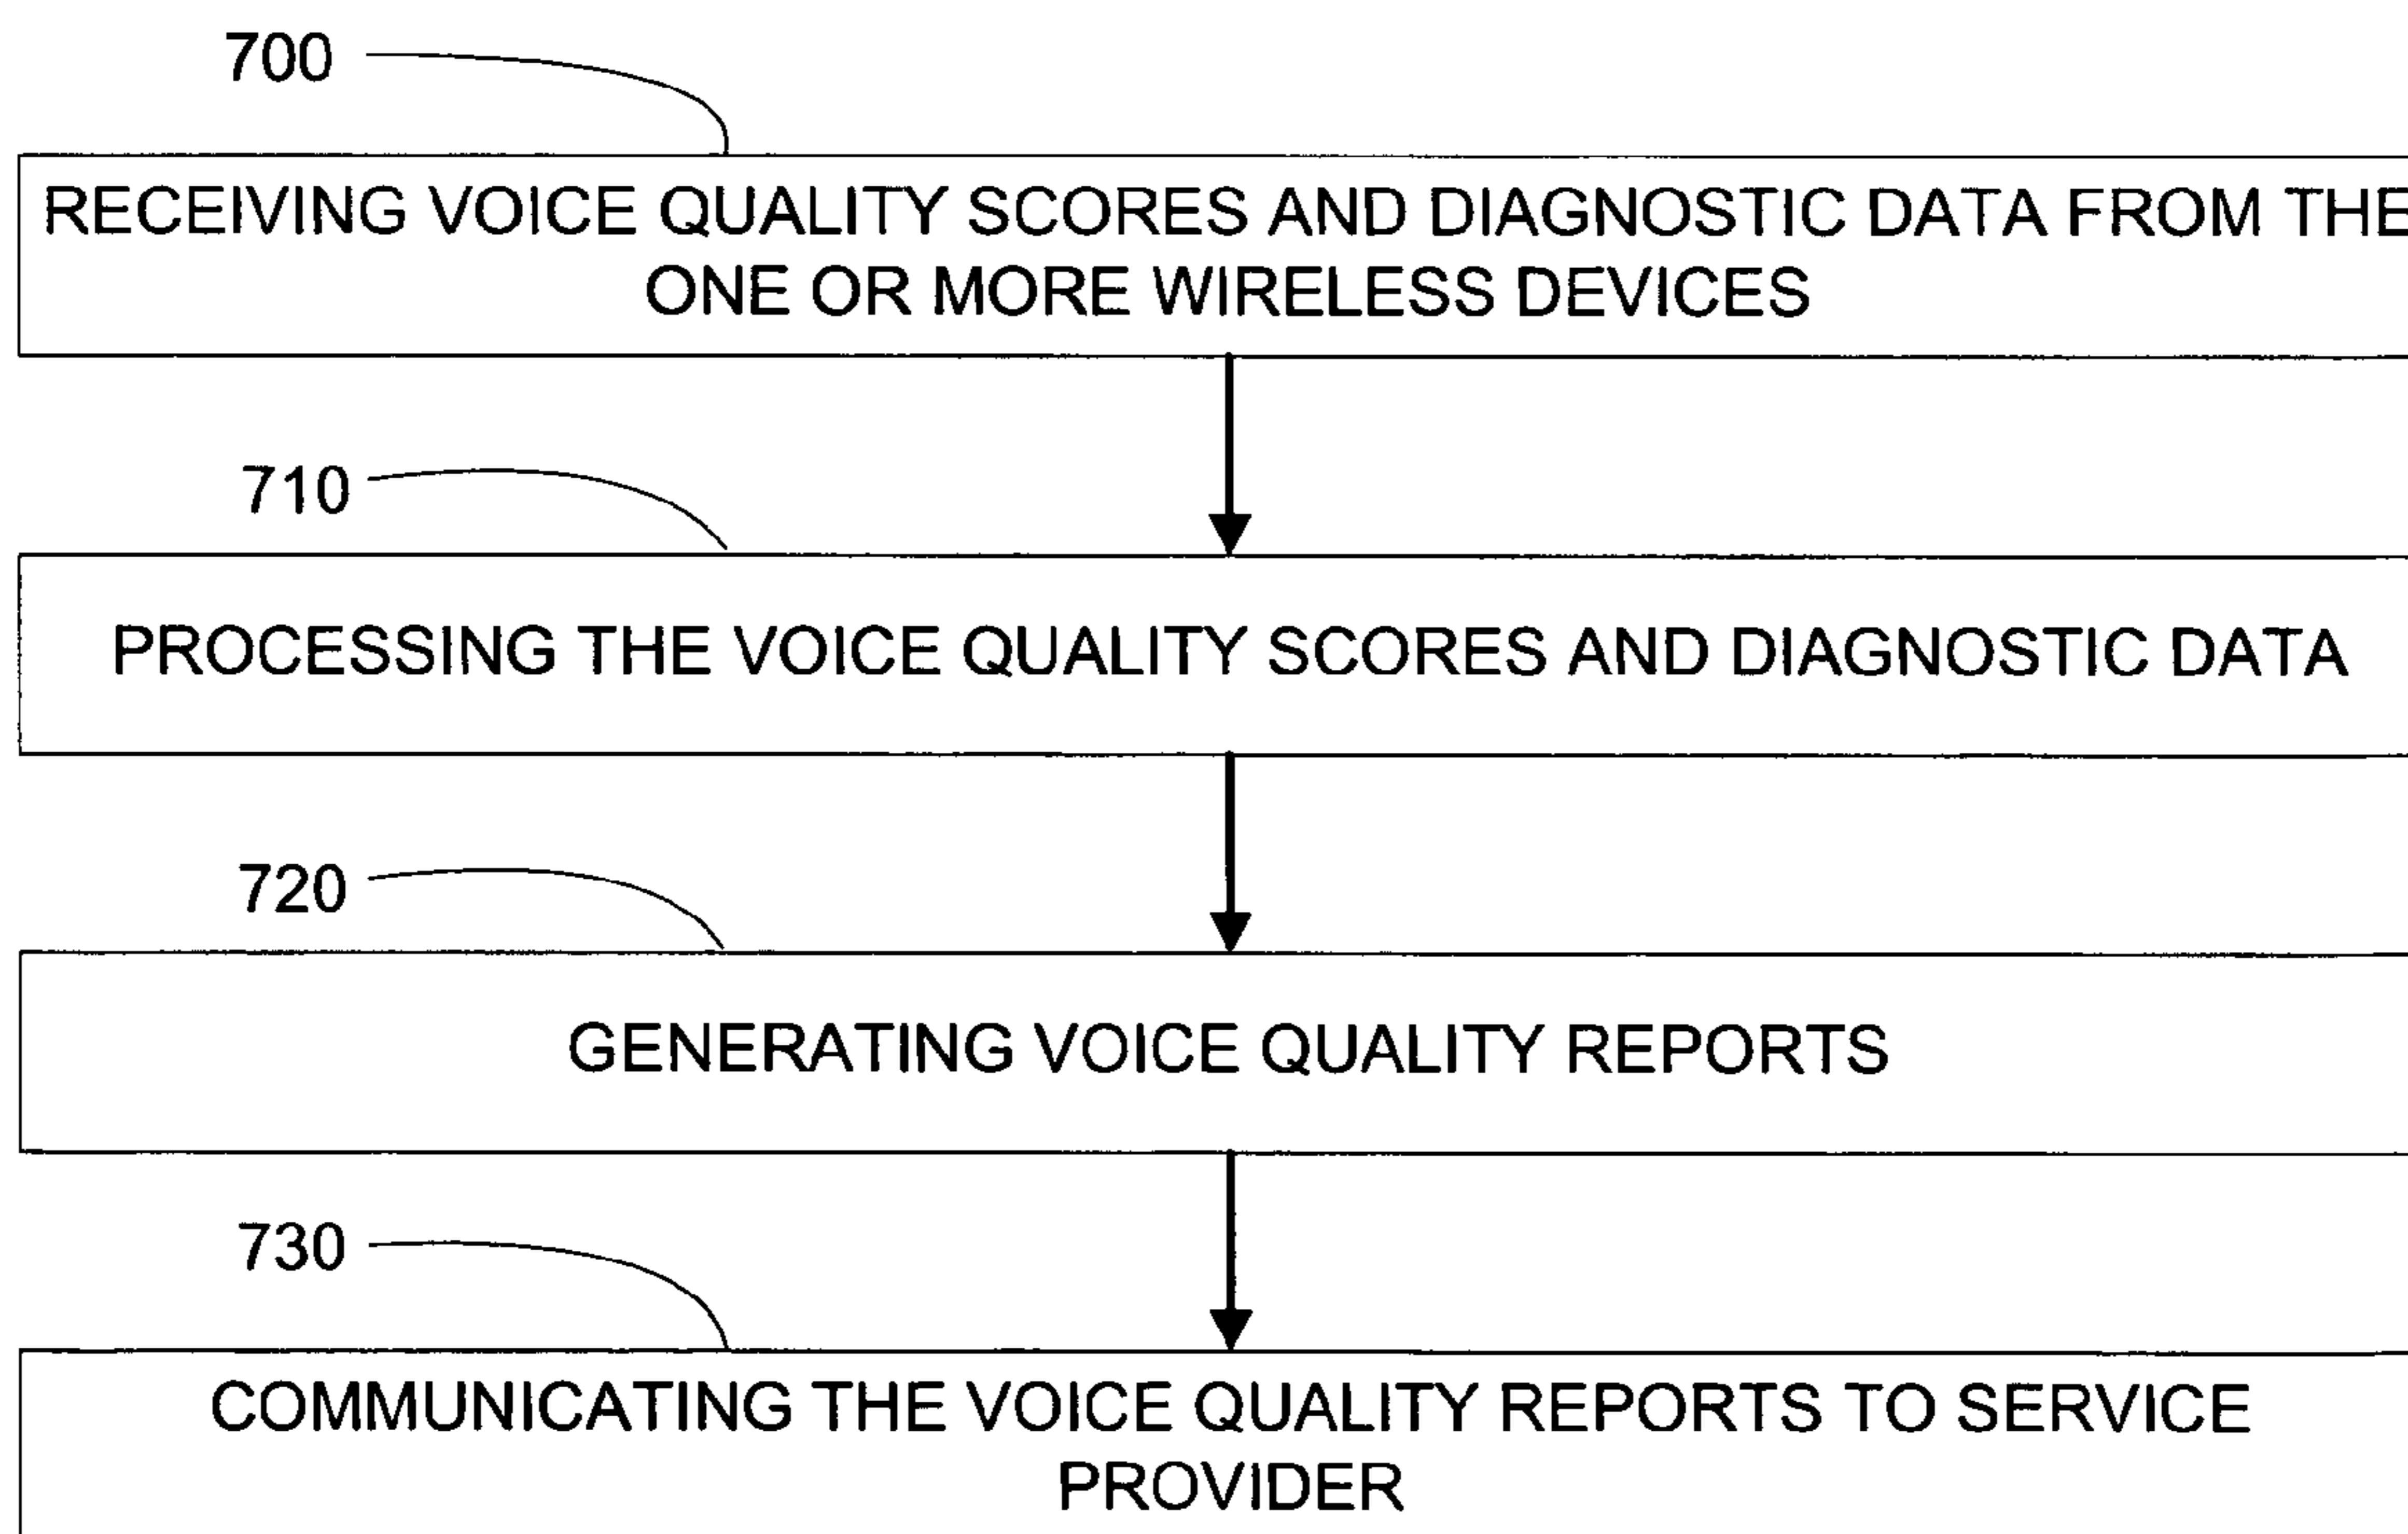 700
RECEIVING VOICE QUALITY SCORES AND DIAGNOSTIC DATA FROM THE
ONE OR MORE WIRELESS DEVICES
710
PROCESSING THE VOICE QUALITY SCORES AND DIAGNOSTIC DATA
720
GENERATING VOICE QUALITY REPORTS
730
COMMUNICATING THE VOICE QUALITY REPORTS TO SERVICE
PROVIDER